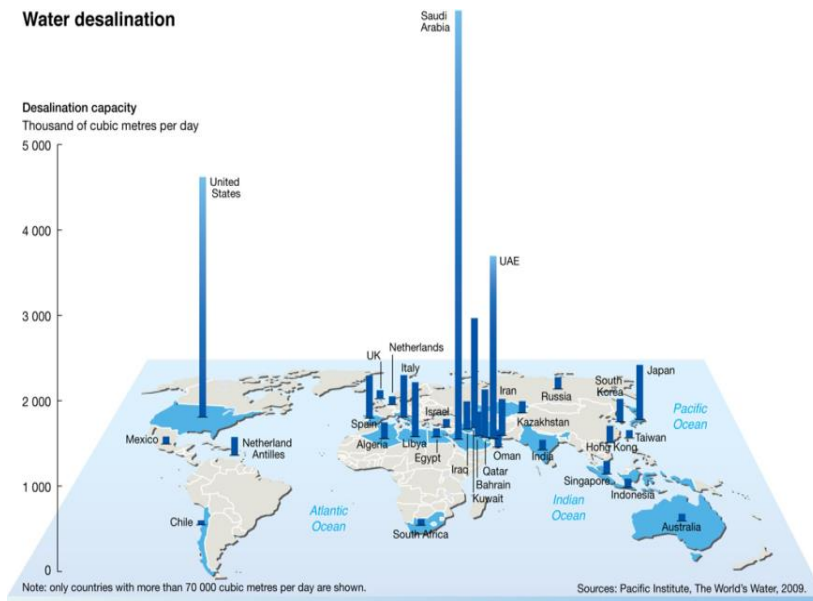 Water desalination
Saudi
Arabia
Desalination capacity
Thousand of cubic metres per day
5 000
4 000
3 000
2 000
1 000
0
United
States
UAE
UK
Netherlands
Italy
Spain
Algeria
Libya
Israel
Egypt
Iraq
Kuwait
Bahrain
Qatar
Oman
Iran
Kazakhstan
Russia
South
Korea
Japan
Pacific
Ocean
Taiwan
Hong Kong
India
Singapore
Indonesia
Indian
Ocean
Australia
Mexico
Netherland
Antilles
Atlantic
Ocean
Chile
South Africa
Note: only countries with more than 70 000 cubic metres per day are shown.
Sources: Pacific Institute, The World's Water, 2009.